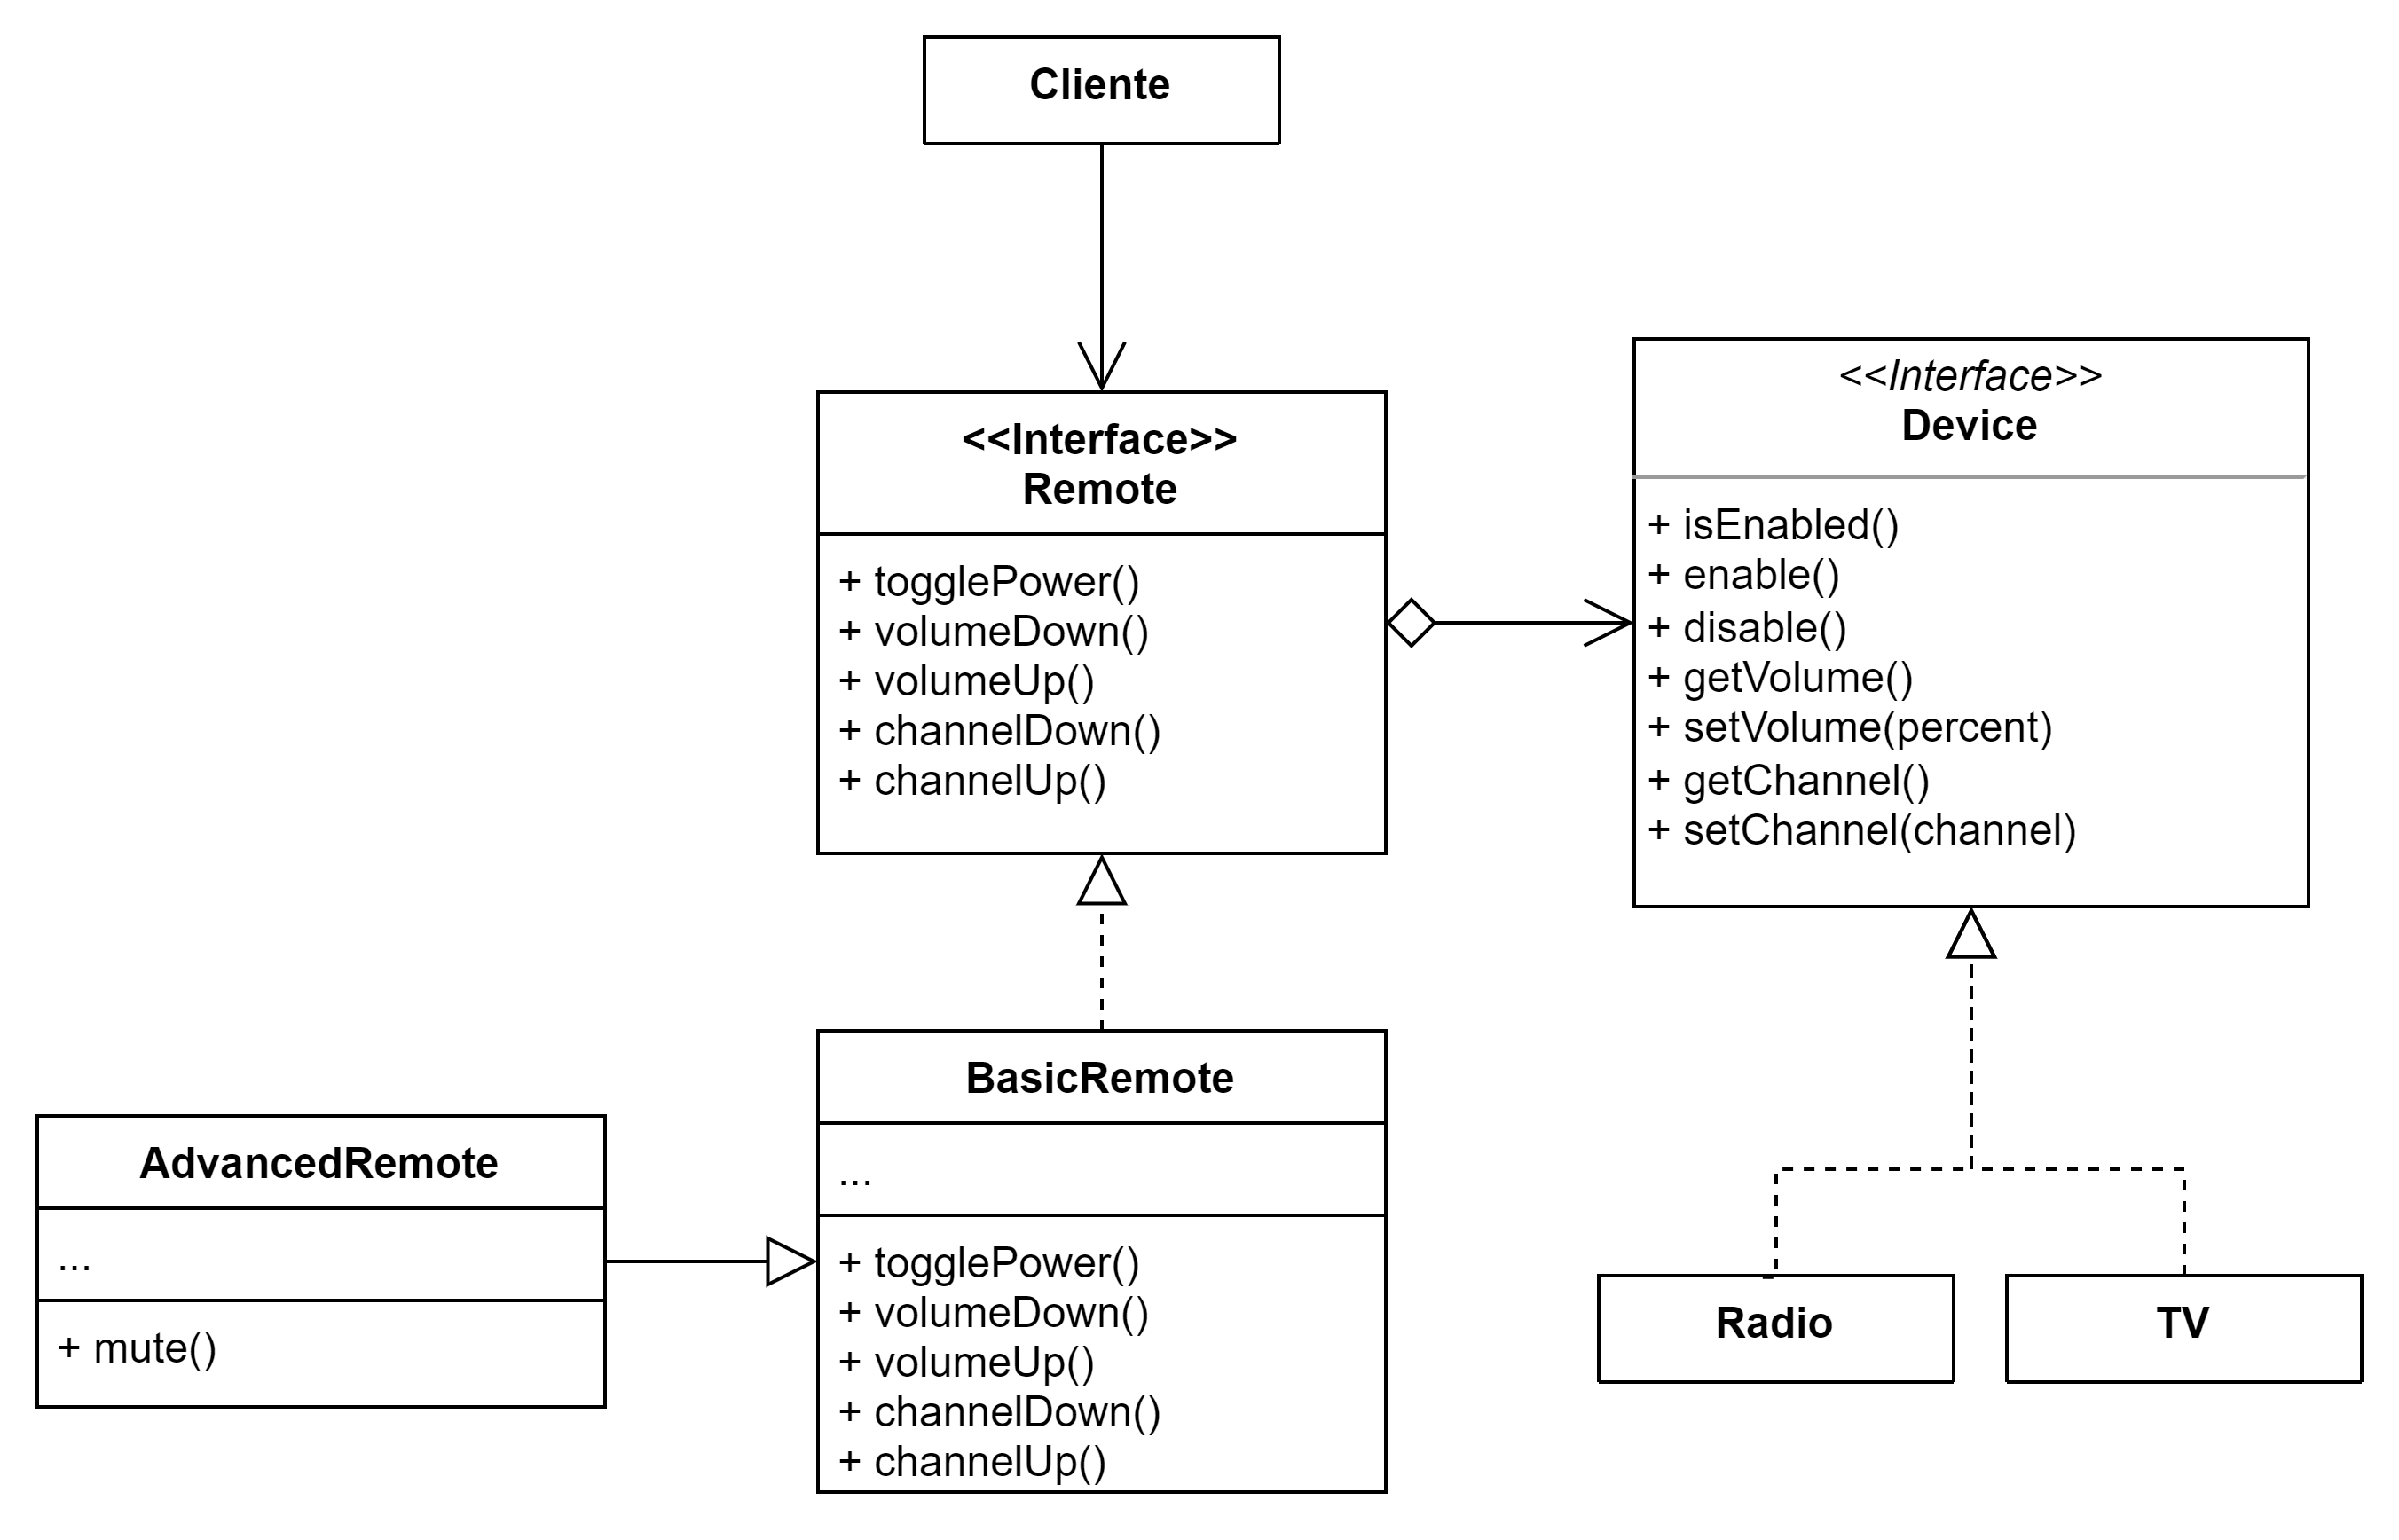 Cliente
<<Interface>>
Remote
+ togglePower()
+ volumeDown()
+ volumeUp()
+ channelDown()
+ channelUp()
<<Interface>>
Device
+ isEnabled()
+ enable()
+ disable()
+ getVolume()
+ setVolume(percent)
+ getChannel()
+ setChannel(channel)
AdvancedRemote
...
+ mute()
BasicRemote
...
+ togglePower()
+ volumeDown()
+ volumeUp()
+ channelDown()
+ channelUp()
Radio
TV